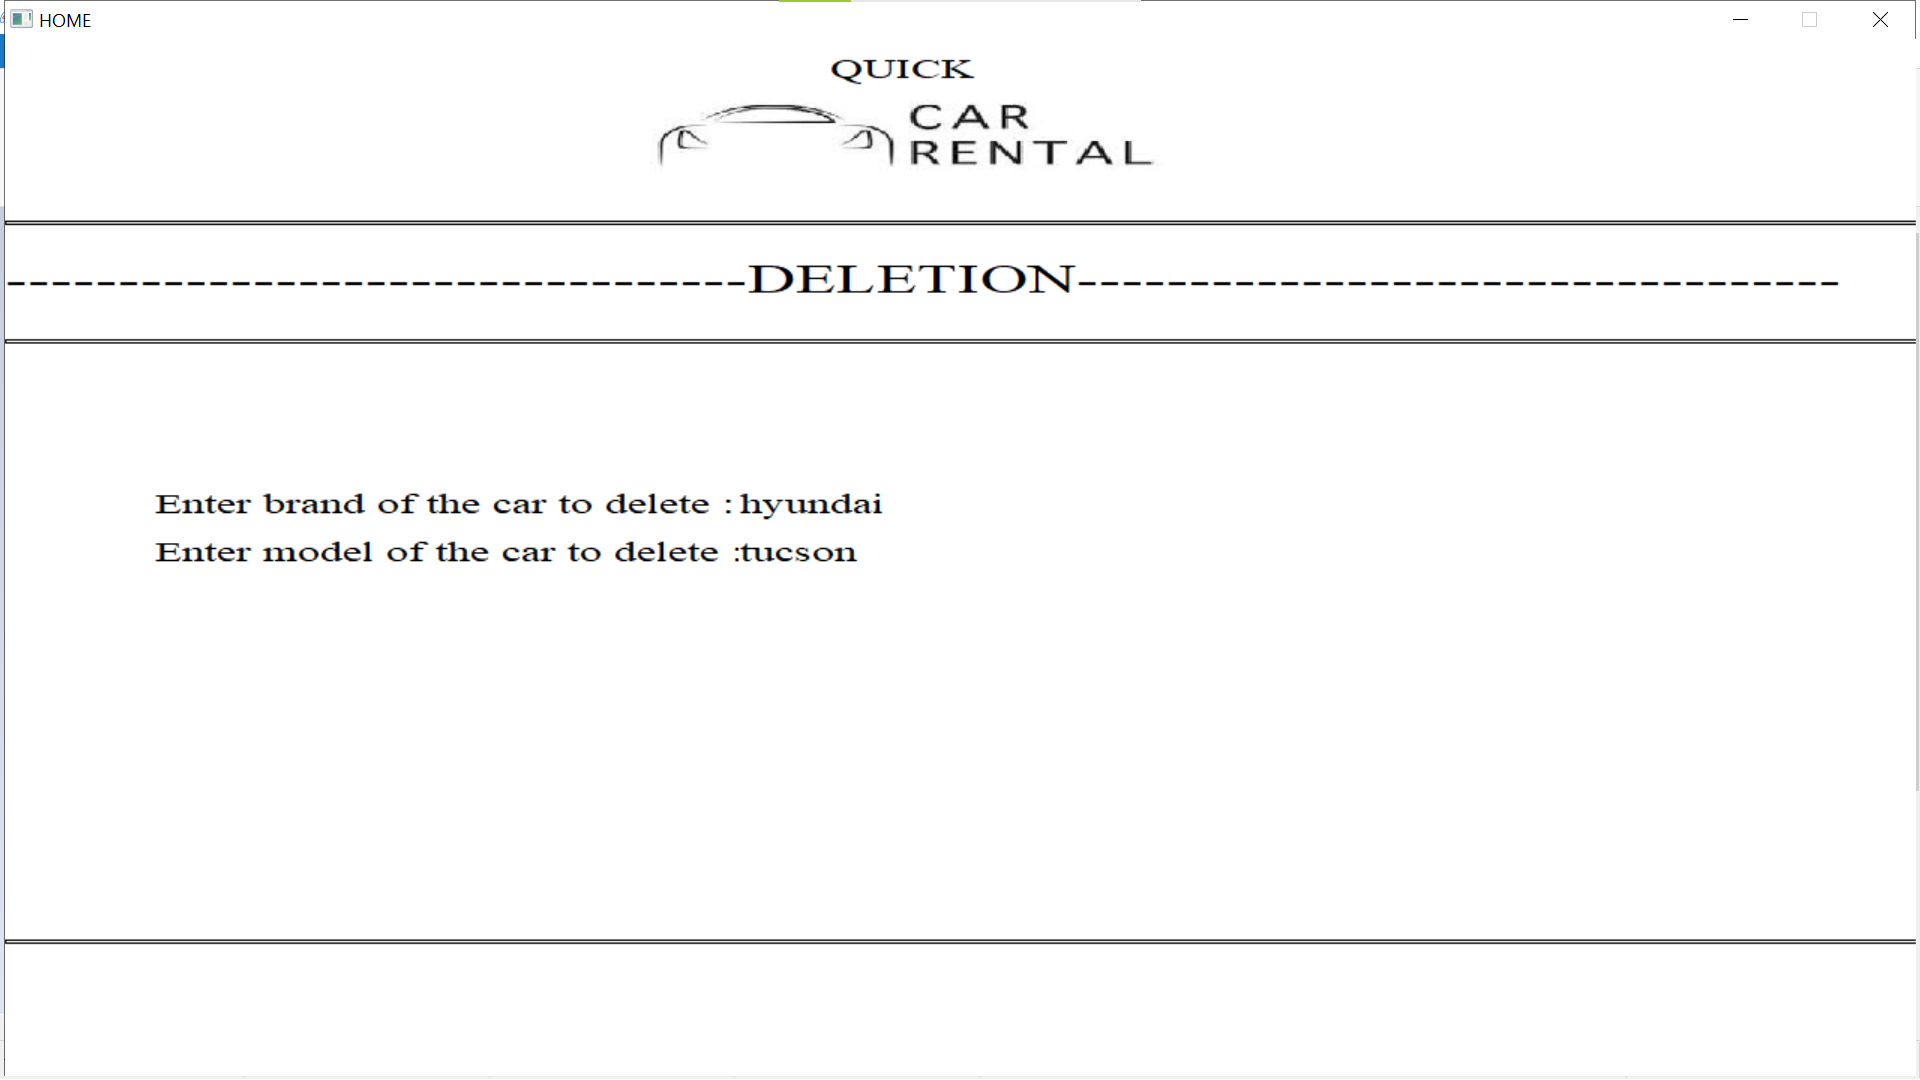 HOME
QUICK
CAR
RENTAL
---------------------------------DELETION----------------------------------
Enter brand of the car to delete : hyundai
Enter model of the car to delete :tucson